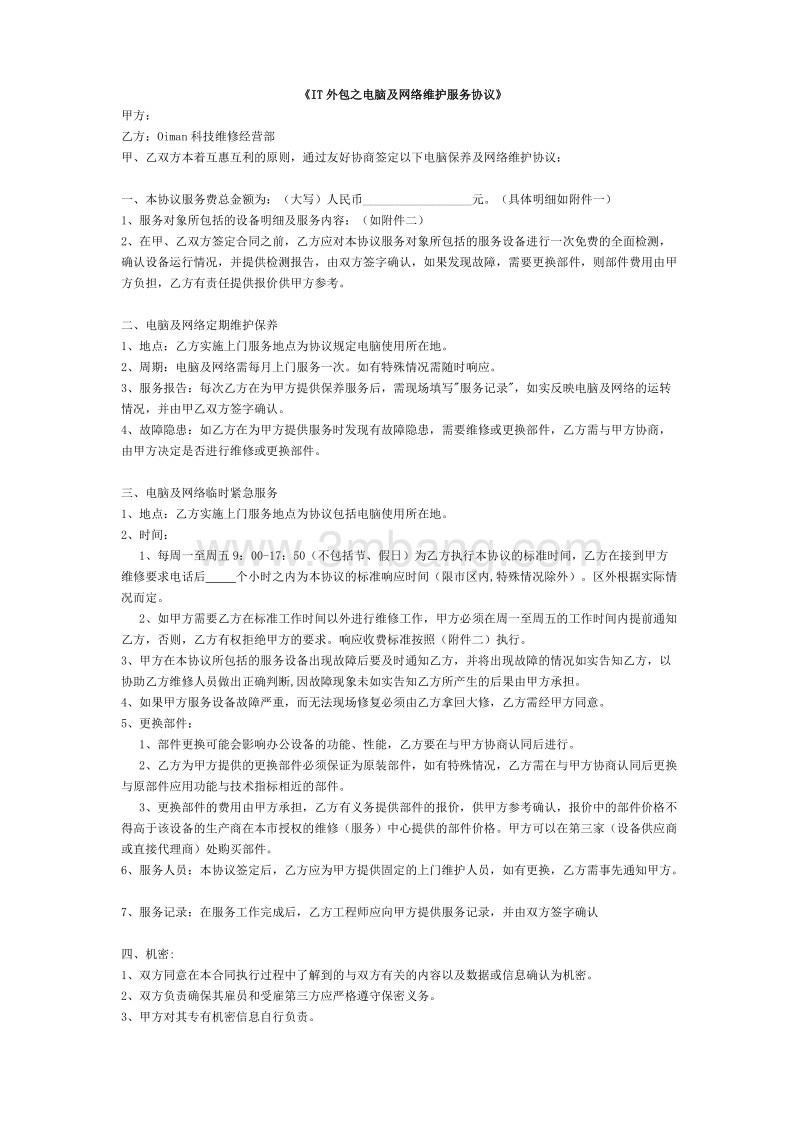 《IT外包之电脑及网络维护服务协议》
甲方：
乙方：Oiman科技维修经营部
甲、乙双方本着互惠互利的原则，通过友好协商签定以下电脑保养及网络维护协议：
一、本协议服务费总金额为：（大写）人民币__________________元。（具体明细如附件一）
1、服务对象所包括的设备明细及服务内容：（如附件二）
2、在甲、乙双方签定合同之前，乙方应对本协议服务对象所包括的服务设备进行一次免费的全面检测，
确认设备运行情况，并提供检测报告，由双方签字确认，如果发现故障，需要更换部件，则部件费用由甲
方负担，乙方有责任提供报价供甲方参考。
二、电脑及网络定期维护保养
1、地点：乙方实施上门服务地点为协议规定电脑使用所在地。
2、周期：电脑及网络需每月上门服务一次。如有特殊情况需随时响应。
3、服务报告：每次乙方在为甲方提供保养服务后，需现场填写"服务记录"，如实反映电脑及网络的运转
情况，并由甲乙双方签字确认。
4、故障隐患：如乙方在为甲方提供服务时发现有故障隐患，需要维修或更换部件，乙方需与甲方协商，
由甲方决定是否进行维修或更换部件。
三、电脑及网络临时紧急服务
1、地点：乙方实施上门服务地点为协议包括电脑使用所在地。
2、时间：
1、每周一至周五9：00-17：50（不包括节、假日）为乙方执行本协议的标准时间，乙方在接到甲方
维修要求电话后_____个小时之内为本协议的标准响应时间（限市区内,特殊情况除外）。区外根据实际情
况而定。
2、如甲方需要乙方在标准工作时间以外进行维修工作，甲方必须在周一至周五的工作时间内提前通知
乙方，否则，乙方有权拒绝甲方的要求。响应收费标准按照（附件二）执行。
3、甲方在本协议所包括的服务设备出现故障后要及时通知乙方，并将出现故障的情况如实告知乙方，以
协助乙方维修人员做出正确判断,因故障现象未如实告知乙方所产生的后果由甲方承担。
4、如果甲方服务设备故障严重，而无法现场修复必须由乙方拿回大修，乙方需经甲方同意。
5、更换部件：
1、部件更换可能会影响办公设备的功能、性能，乙方要在与甲方协商认同后进行。
2、乙方为甲方提供的更换部件必须保证为原装部件，如有特殊情况，乙方需在与甲方协商认同后更换
与原部件应用功能与技术指标相近的部件。
3、更换部件的费用由甲方承担，乙方有义务提供部件的报价，供甲方参考确认，报价中的部件价格不
得高于该设备的生产商在本市授权的维修（服务）中心提供的部件价格。甲方可以在第三家（设备供应商
或直接代理商）处购买部件。
6、服务人员：本协议签定后，乙方应为甲方提供固定的上门维护人员，如有更换，乙方需事先通知甲方。
7、服务记录：在服务工作完成后，乙方工程师应向甲方提供服务记录，并由双方签字确认
四、机密:
1、双方同意在本合同执行过程中了解到的与双方有关的内容以及数据或信息确认为机密。
2、双方负责确保其雇员和受雇第三方应严格遵守保密义务。
3、甲方对其专有机密信息自行负责。
www.3mbang.com